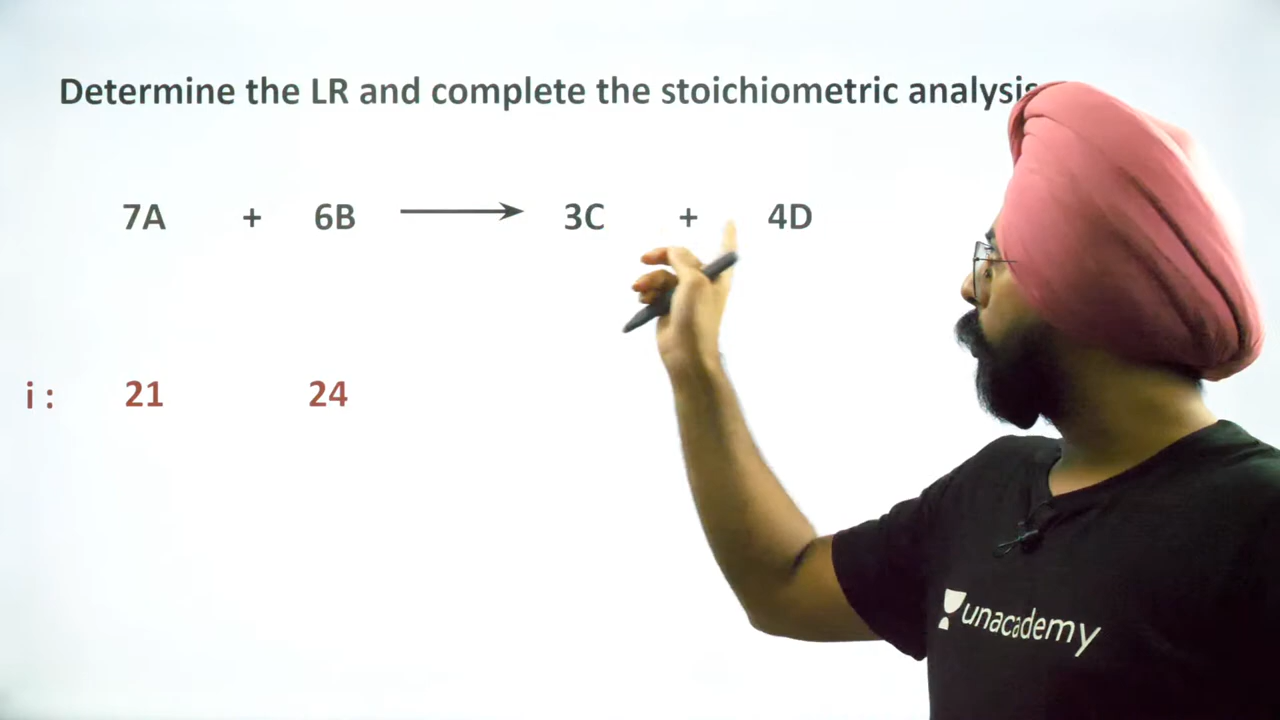 Determine the LR and complete the stoichiometric analysis
7A + 6B ⟶ 3C + 4D
i : 21 24
unacademy